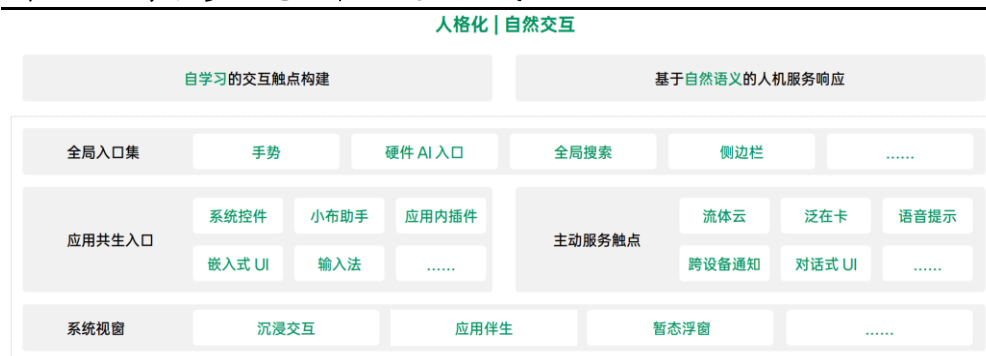 人格化 | 自然交互
自学习的交互触点构建
基于自然语义的人机服务响应
全局入口集
手势
硬件 AI 入口
全局搜索
侧边栏
......
应用共生入口
系统控件
小布助手
应用内插件
嵌入式 UI
输入法
......
主动服务触点
流体云
泛在卡
语音提示
跨设备通知
对话式 UI
......
系统视窗
沉浸交互
应用伴生
暂态浮窗
......